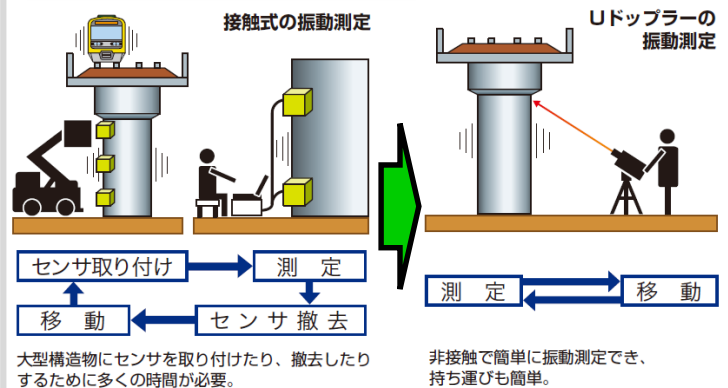 接触式の振動測定
Uドップラーの
振動測定
センサ取り付け
測 定
移 動
センサ撤去
測 定
移 動
大型構造物にセンサを取り付けたり、撤去したり
するために多くの時間が必要。
非接触で簡単に振動測定でき、
持ち運びも簡単。